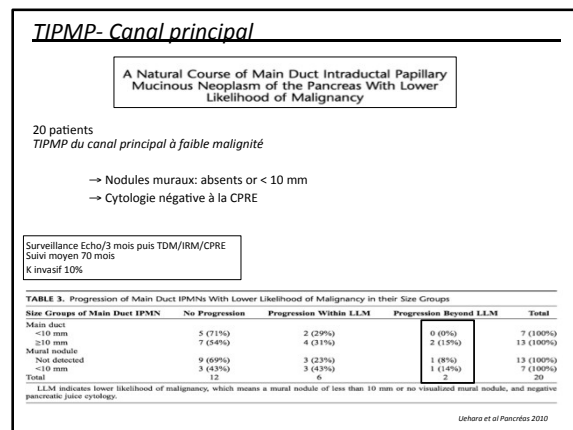 TIPMP- Canal principal
A Natural Course of Main Duct Intraductal Papillary
Mucinous Neoplasm of the Pancreas With Lower
Likelihood of Malignancy
20 patients
TIPMP du canal principal à faible malignité
→ Nodules muraux: absents or < 10 mm
→ Cytologie négative à la CPRE
Surveillance Echo/3 mois puis TDM/IRM/CPRE
Suivi moyen 70 mois
K invasif 10%
TABLE 3. Progression of Main Duct IPMNs With Lower Likelihood of Malignancy in their Size Groups
Size Groups of Main Duct IPMN No Progression Progression Within LLM Progression Beyond LLM Total
Main duct
<10 mm 5 (71%) 2 (29%) 0 (0%) 7 (100%)
≥10 mm 7 (54%) 4 (31%) 2 (15%) 13 (100%)
Mural nodule
Not detected 9 (69%) 3 (23%) 1 (8%) 13 (100%)
<10 mm 3 (43%) 3 (43%) 1 (14%) 7 (100%)
Total 12 6 2 20
LLM indicates lower likelihood of malignancy, which means a mural nodule of less than 10 mm or no visualized mural nodule, and negative
pancreatic juice cytology.
Uehara et al Pancréas 2010